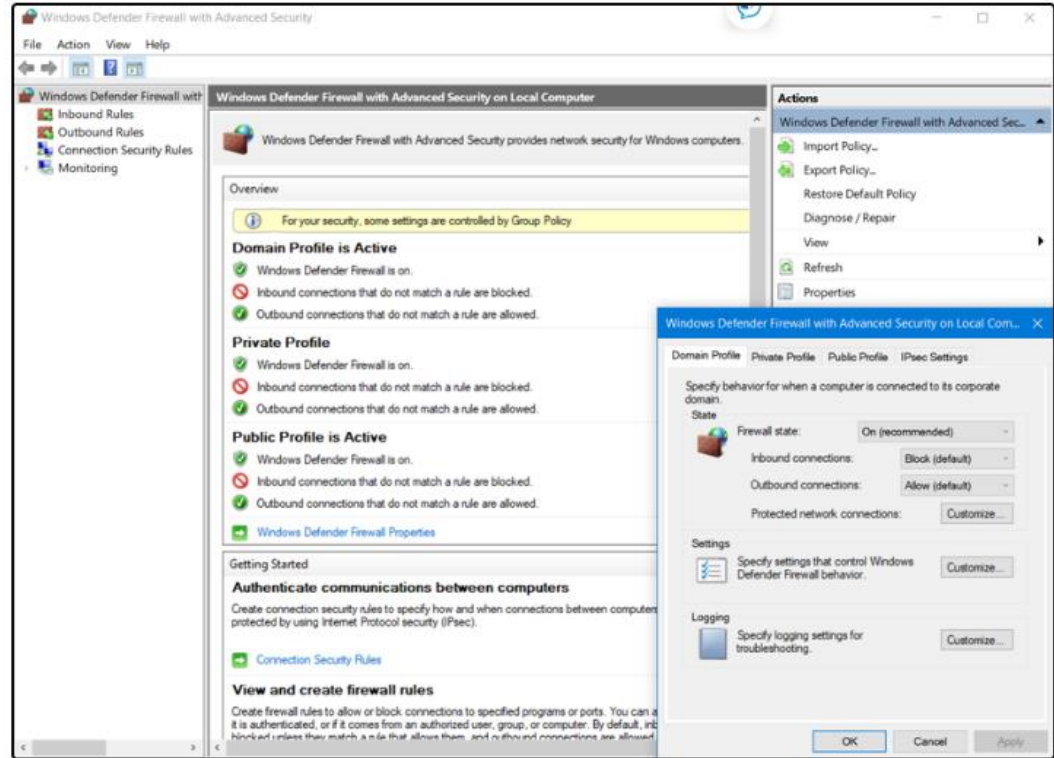 Windows Defender Firewall with Advanced Security
File Action View Help
Windows Defender Firewall with
Inbound Rules
Outbound Rules
Connection Security Rules
Monitoring
Windows Defender Firewall with Advanced Security on Local Computer
Windows Defender Firewall with Advanced Security provides network security for Windows computers.
Overview
For your security, some settings are controlled by Group Policy
Domain Profile is Active
Windows Defender Firewall is on.
Inbound connections that do not match a rule are blocked.
Outbound connections that do not match a rule are allowed.
Private Profile
Windows Defender Firewall is on.
Inbound connections that do not match a rule are blocked.
Outbound connections that do not match a rule are allowed.
Public Profile is Active
Windows Defender Firewall is on.
Inbound connections that do not match a rule are blocked.
Outbound connections that do not match a rule are allowed.
Windows Defender Firewall Properties
Getting Started
Authenticate communications between computers
Create connection security rules to specify how and when connections between computers
protected by using Internet Protocol security (IPsec).
Connection Security Rules
View and create firewall rules
Create firewall rules to allow or block connections to specified programs or ports. You can a
it is authenticated, or if it comes from an authorized user, group, or computer. By default, inb
blocked unless they match a rule that allows them, and outbound connections are allowed
Actions
Windows Defender Firewall with Advanced Sec...
Import Policy...
Export Policy...
Restore Default Policy
Diagnose / Repair
View
Refresh
Properties
Windows Defender Firewall with Advanced Security on Local Com...
Domain Profile Private Profile Public Profile IPsec Settings
Specify behavior for when a computer is connected to its corporate
domain.
State
Firewall state: On (recommended)
Inbound connections: Block (default)
Outbound connections: Allow (default)
Protected network connections: Customize...
Settings
Specify settings that control Windows
Defender Firewall behavior.
Customize...
Logging
Specify logging settings for
troubleshooting.
Customize...
OK Cancel Apply